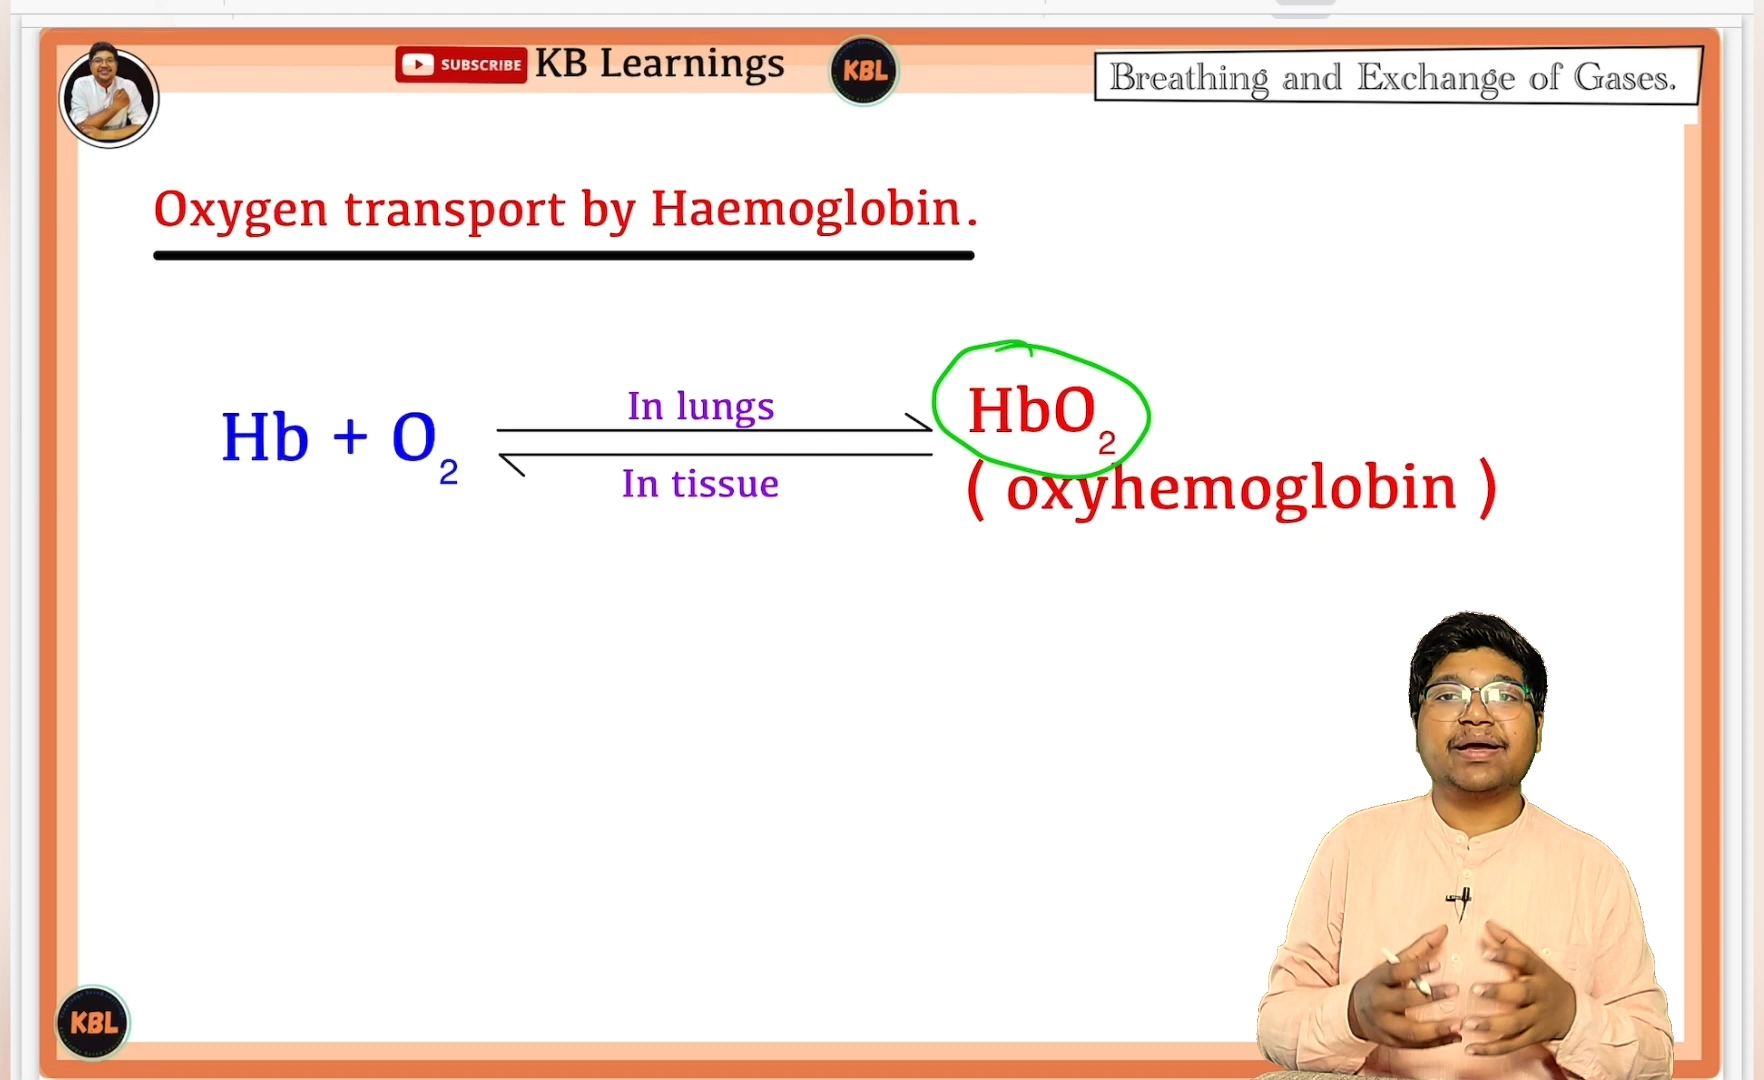 SUBSCRIBE KB Learnings KBL
Breathing and Exchange of Gases.
Oxygen transport by Haemoglobin.
Hb + O2
In lungs
In tissue
HbO2
( oxyhemoglobin )
KBL